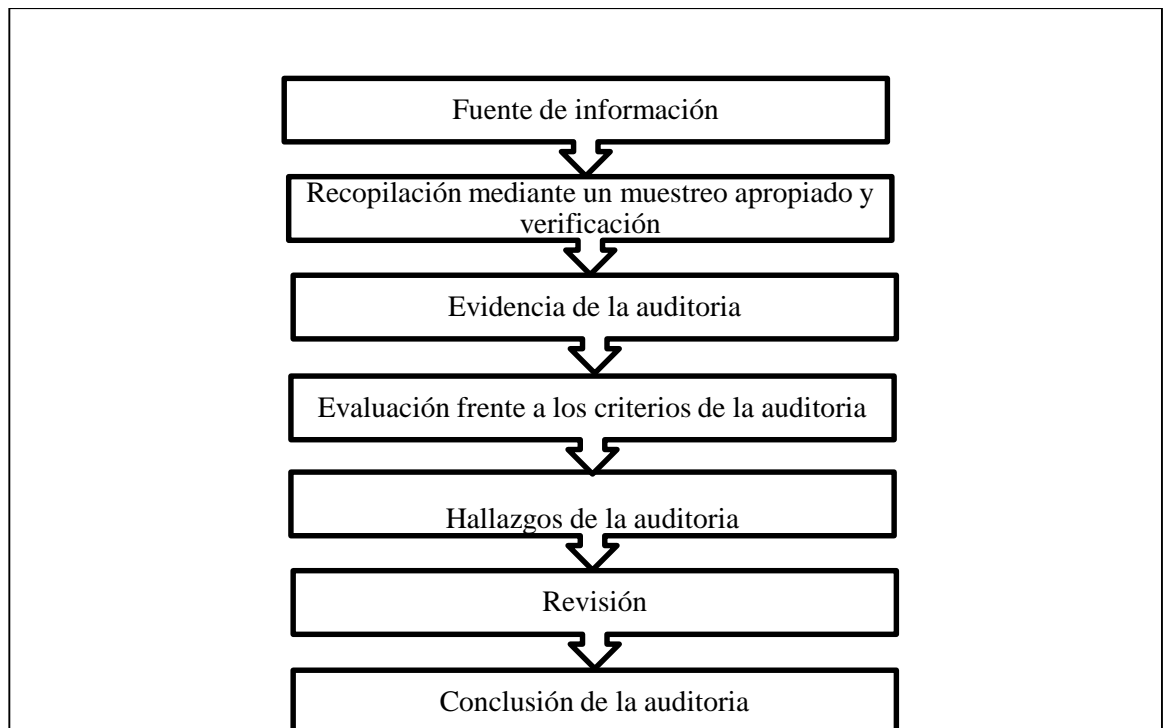 Fuente de información
Recopilación mediante un muestreo apropiado y
verificación
Evidencia de la auditoria
Evaluación frente a los criterios de la auditoria
Hallazgos de la auditoria
Revisión
Conclusión de la auditoria